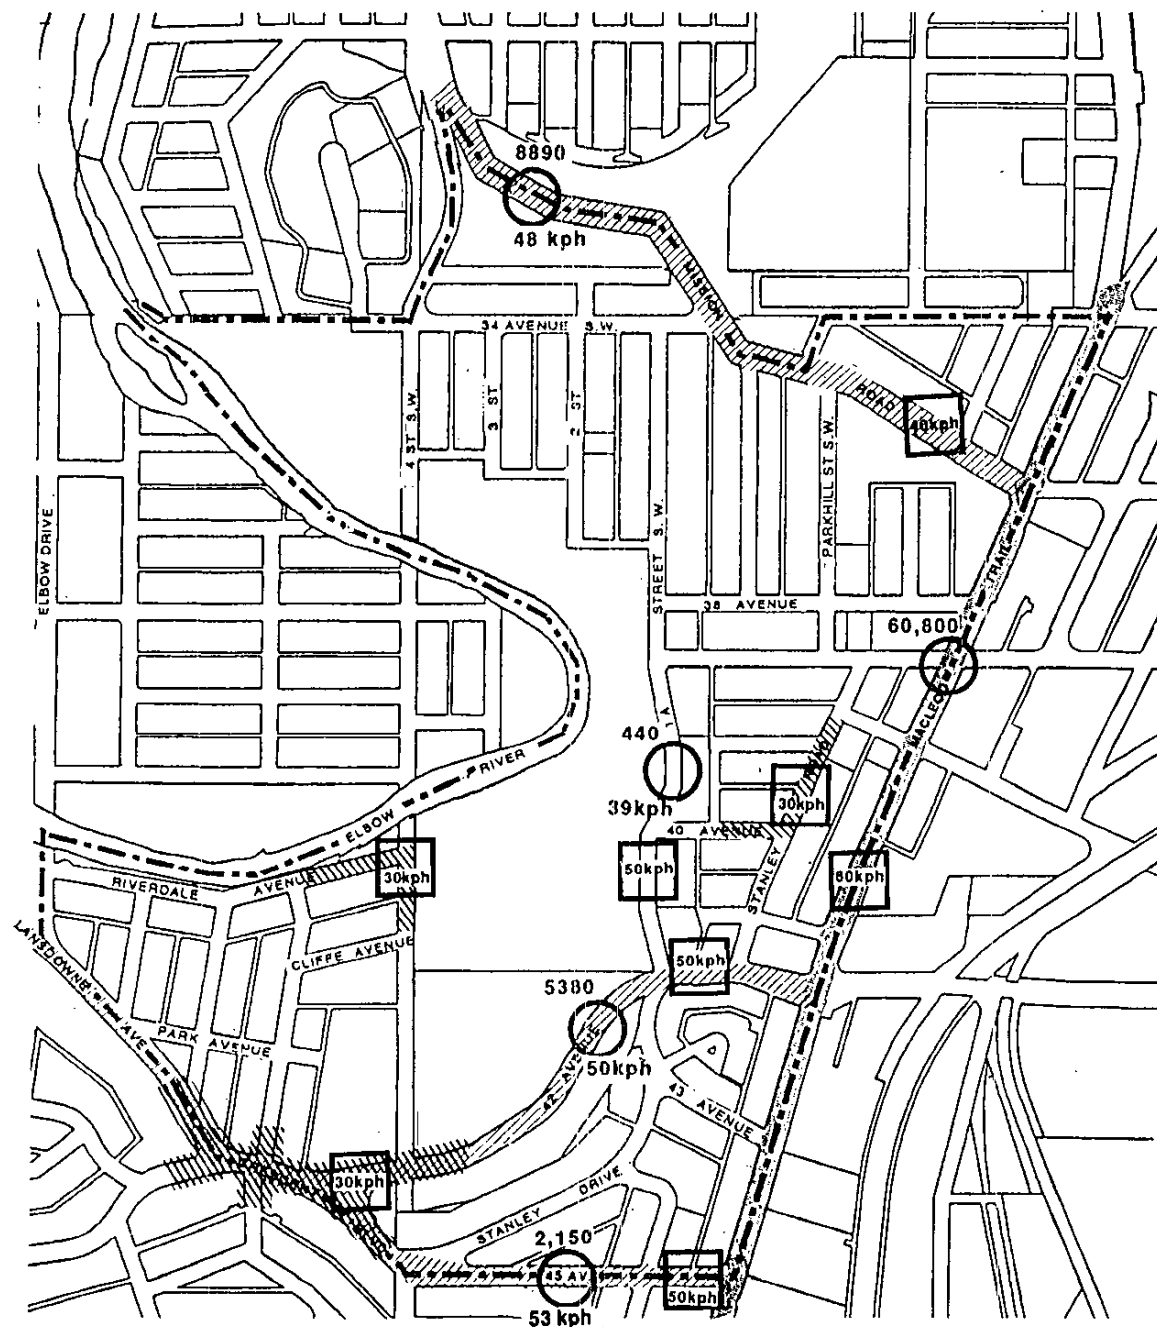 8890
48 kph
MISSION
34 AVENUE S.W.
ROAD
40kph
4 ST S.W.
3 ST
2 ST
PARKHILL ST S.W.
STREET S.W.
1 A
ELBOW DRIVE
TRAIL
38 AVENUE
60,800
MACLEOD
440
39kph
RIVER
ELBOW
ROAD
30kph
40 AVENUE
STANLEY
30kph
50kph
60kph
RIVERDALE AVENUE
LANSDOWNE AVE
CLIFFE AVENUE
50kph
5380
50kph
PARK AVENUE
42 AVENUE
43 AVENUE
30kph
STANLEY DRIVE
2,150
45 AV.
50kph
53 kph